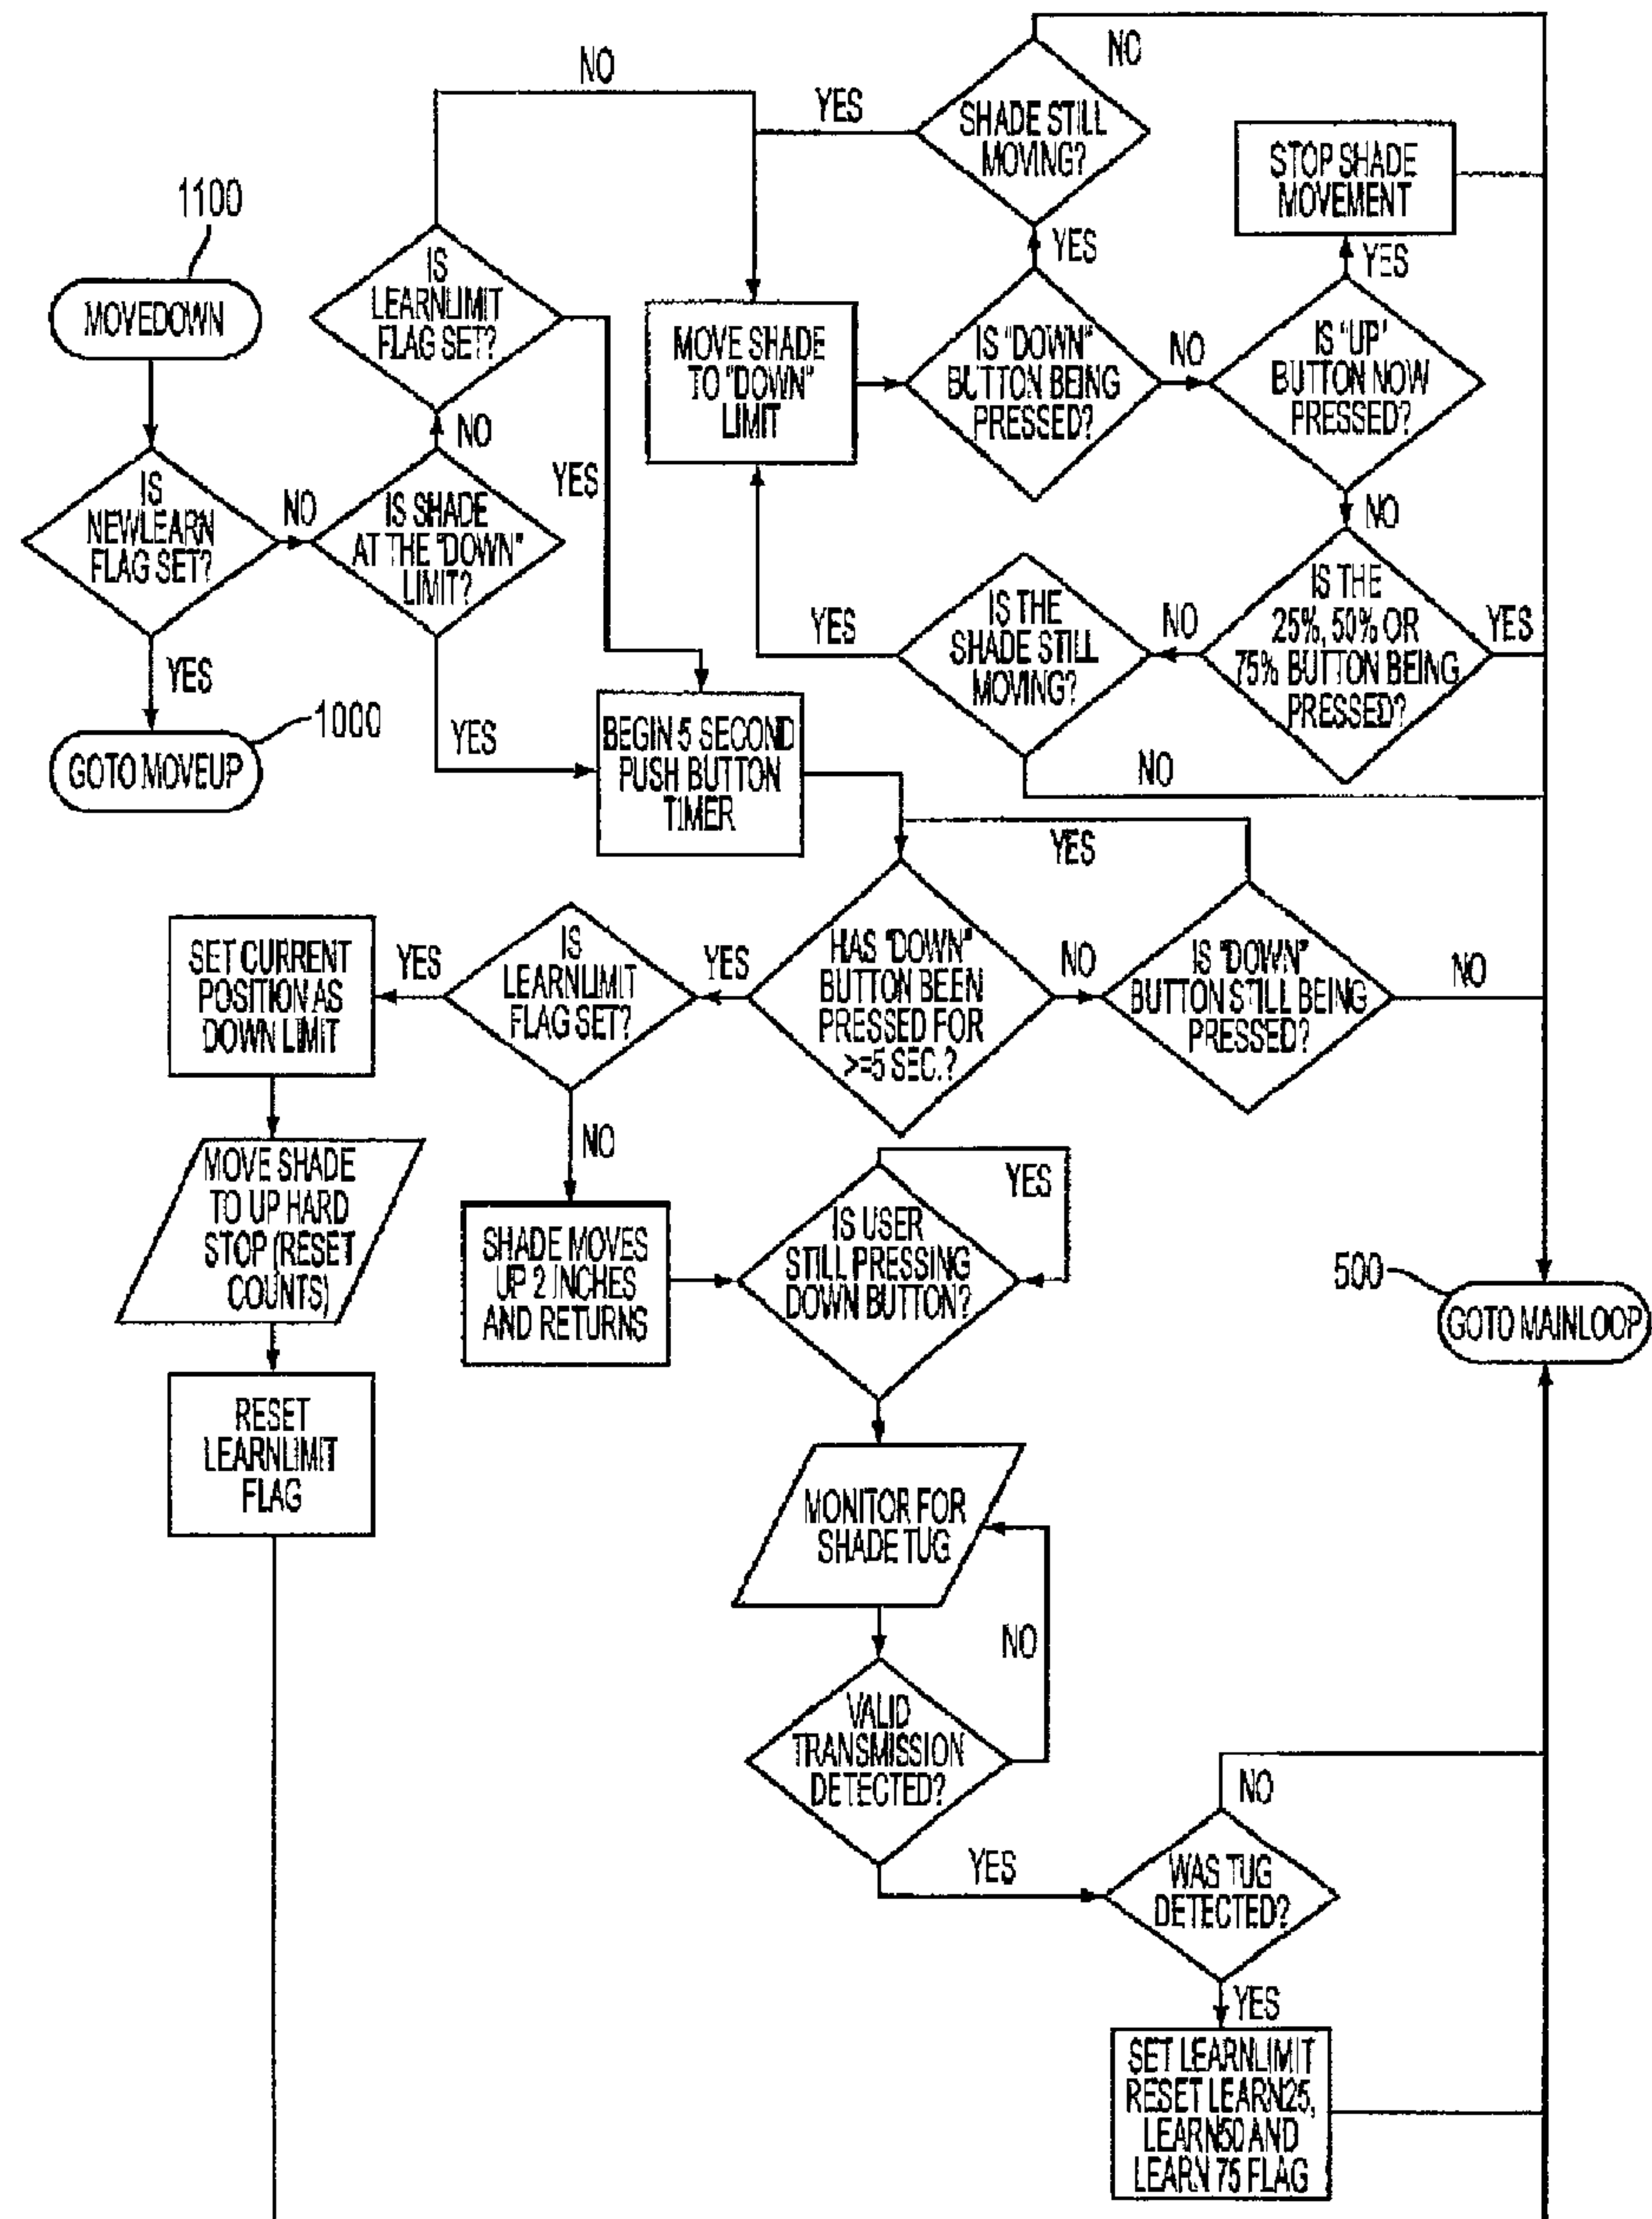 NO
NO
YES
SHADE STILL
MOVING?
STOP SHADE
MOVEMENT
1100
YES
YES
MOVEDOWN
IS
LEARNLIMIT
FLAG SET?
MOVE SHADE
TO "DOWN"
LIMIT
IS "DOWN"
BUTTON BEING
PRESSED?
NO
IS "UP'
BUTTON NOW
PRESSED?
NO
YES
NO
IS
NEWLEARN
FLAG SET?
NO
IS SHADE
AT THE "DOWN"
LIMIT?
YES
IS THE
SHADE STILL
MOVING?
NO
IS THE
25%, 50% OR
75% BUTTON BEING
PRESSED?
YES
YES
1000
GOTO MOVEUP
YES
BEGIN 5 SECOND
PUSH BUTTON
TIMER
NO
YES
SET CURRENT
POSITION AS
DOWN LIMIT
YES
IS
LEARNLIMIT
FLAG SET?
YES
HAS "DOWN"
BUTTON BEEN
PRESSED FOR
>=5 SEC.?
NO
IS "DOWN"
BUTTON STILL BEING
PRESSED?
NO
NO
MOVE SHADE
TO UP HARD
STOP (RESET
COUNTS)
SHADE MOVES
UP 2 INCHES
AND RETURNS
IS USER
STILL PRESSING
DOWN BUTTON?
YES
500
GOTO MAINLOOP
RESET
LEARNLIMIT
FLAG
MONITOR FOR
SHADE TUG
NO
VALID
TRANSMISSION
DETECTED?
NO
YES
WAS TUG
DETECTED?
YES
SET LEARNLIMIT
RESET LEARN25,
LEARN50 AND
LEARN 75 FLAG